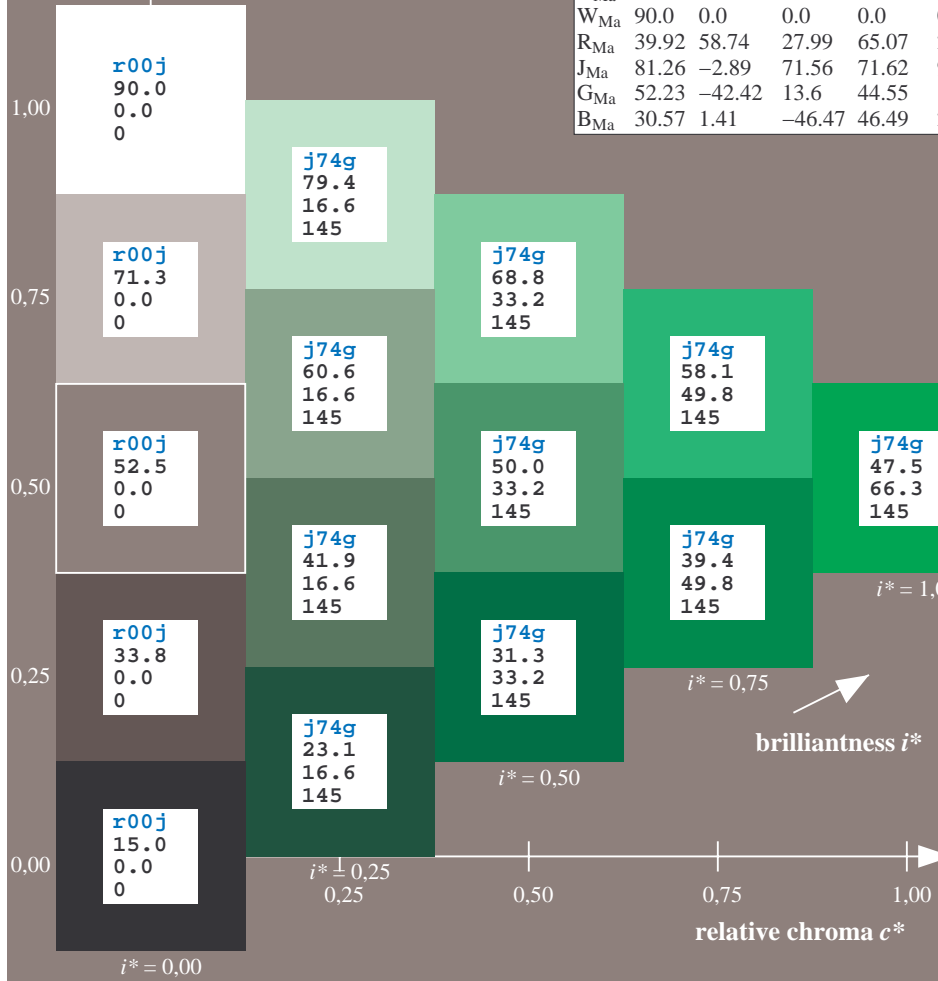 W_Ma 90.0 0.0 0.0 0.0
R_Ma 39.92 58.74 27.99 65.07
J_Ma 81.26 −2.89 71.56 71.62
G_Ma 52.23 −42.42 13.6 44.55
B_Ma 30.57 1.41 −46.47 46.49
r00j
90.0
0.0
0
1,00
j74g
79.4
16.6
145
r00j
71.3
0.0
0
j74g
68.8
33.2
145
0,75
j74g
60.6
16.6
145
j74g
58.1
49.8
145
r00j
52.5
0.0
0
j74g
50.0
33.2
145
j74g
47.5
66.3
145
0,50
j74g
41.9
16.6
145
j74g
39.4
49.8
145
i* = 1,0
r00j
33.8
0.0
0
j74g
31.3
33.2
145
0,25
i* = 0,75
j74g
23.1
16.6
145
brilliantness i*
i* = 0,50
r00j
15.0
0.0
0
0,00
i* = 0,25
0,25 0,50 0,75 1,00
relative chroma c*
i* = 0,00